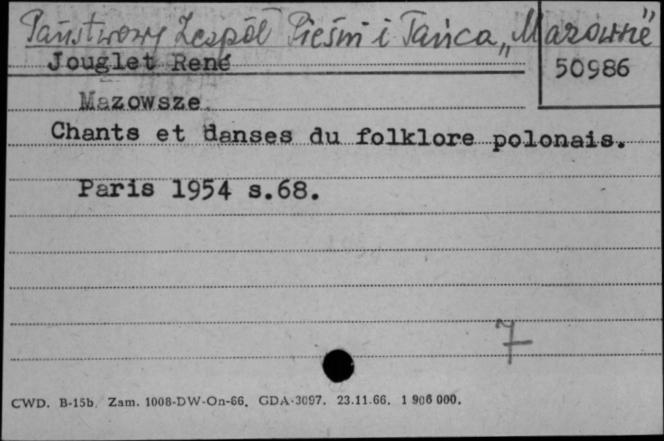 Państwowy Zespół Pieśni i Tańca „Mazowsze"
Jouglet René
50986
Mazowsze
Chants et danses du folklore polonais.
Paris 1954 s.68.
7
CWD. B-15b. Zam. 1008-DW-On-66. GDA-3097. 23.11.66. 1 906 000.